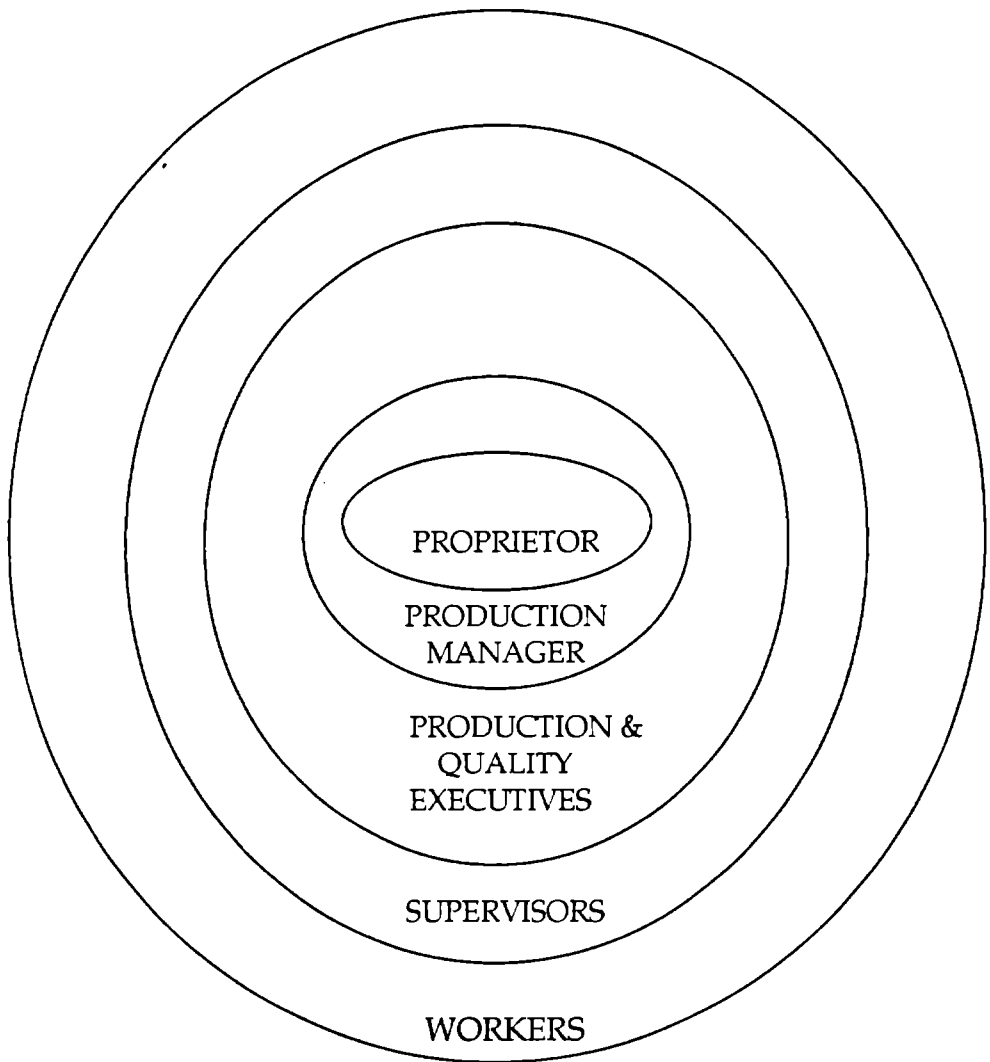 PROPRIETOR
PRODUCTION
MANAGER
PRODUCTION &
QUALITY
EXECUTIVES
SUPERVISORS
WORKERS